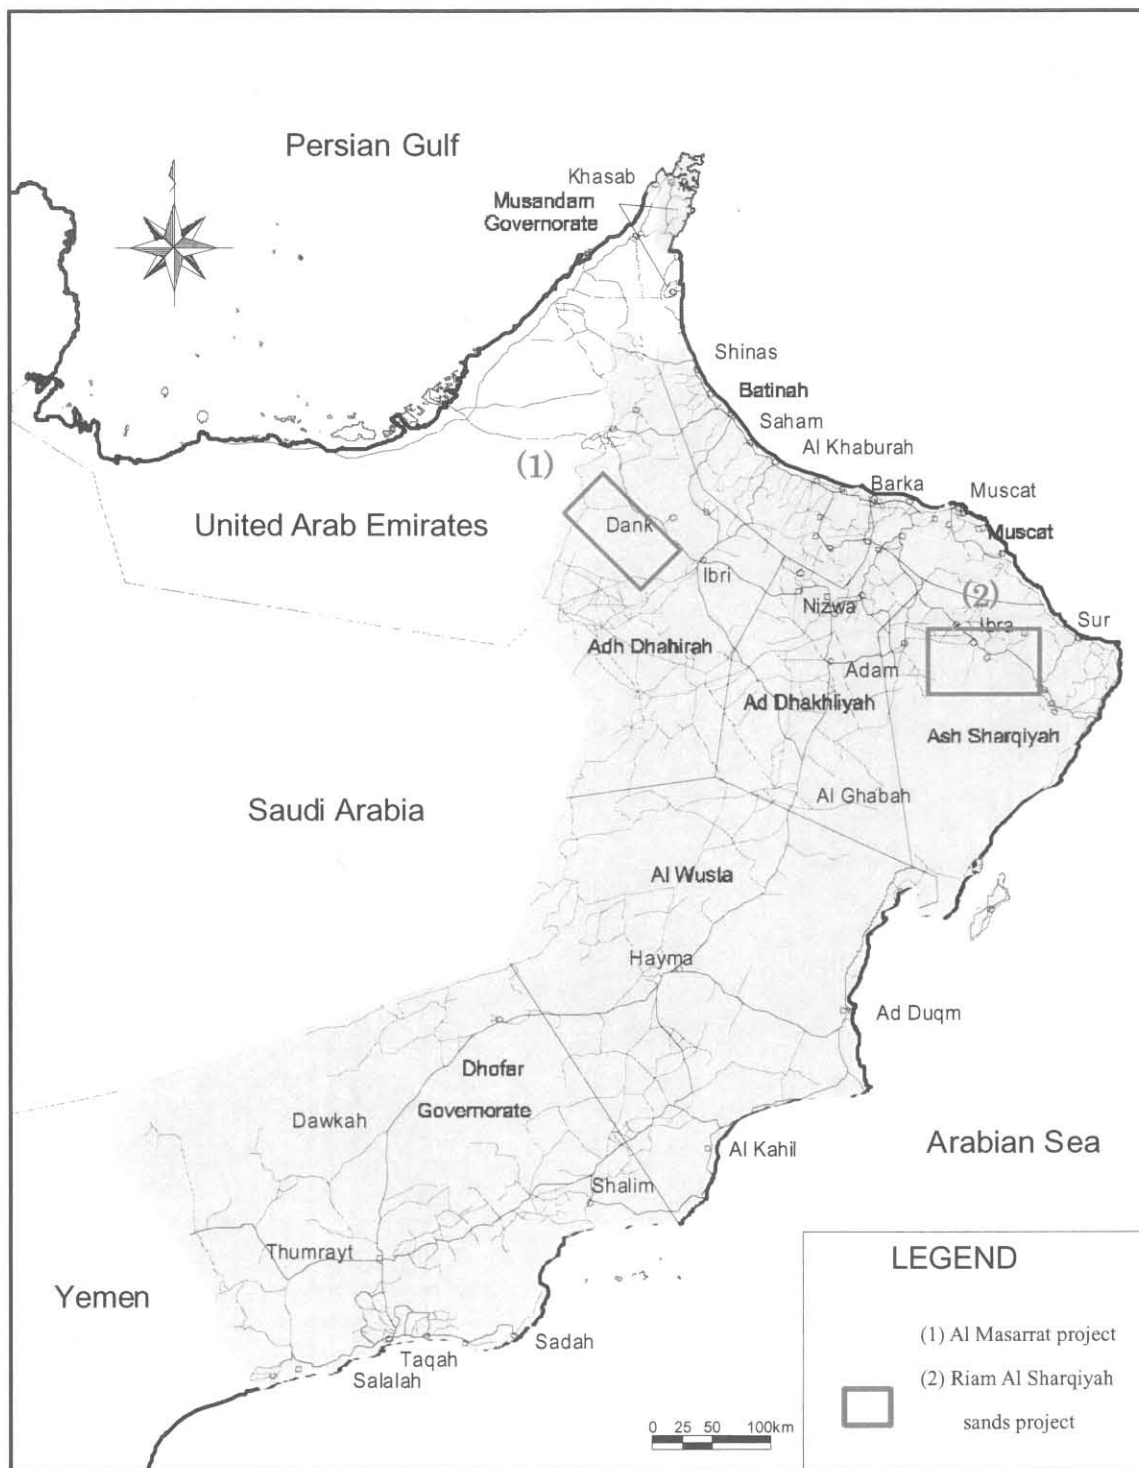 Persian Gulf
Khasab
Musandam
Governorate
Shinas
Batinah
Saham
(1)
Al Khaburah
Barka
Muscat
United Arab Emirates
Dank
Muscat
Ibri
Nizwa
(2)
Ibra
Sur
Adh Dhahirah
Adam
Ad Dhakhliyah
Ash Sharqiyah
Saudi Arabia
Al Ghabah
Al Wusta
Hayma
Ad Duqm
Dhofar
Governorate
Dawkah
Al Kahil
Arabian Sea
Shalim
Thumrayt
Yemen
Sadah
Taqah
Salalah
LEGEND
(1) Al Masarrat project
(2) Riam Al Sharqiyah
sands project
0 25 50 100km